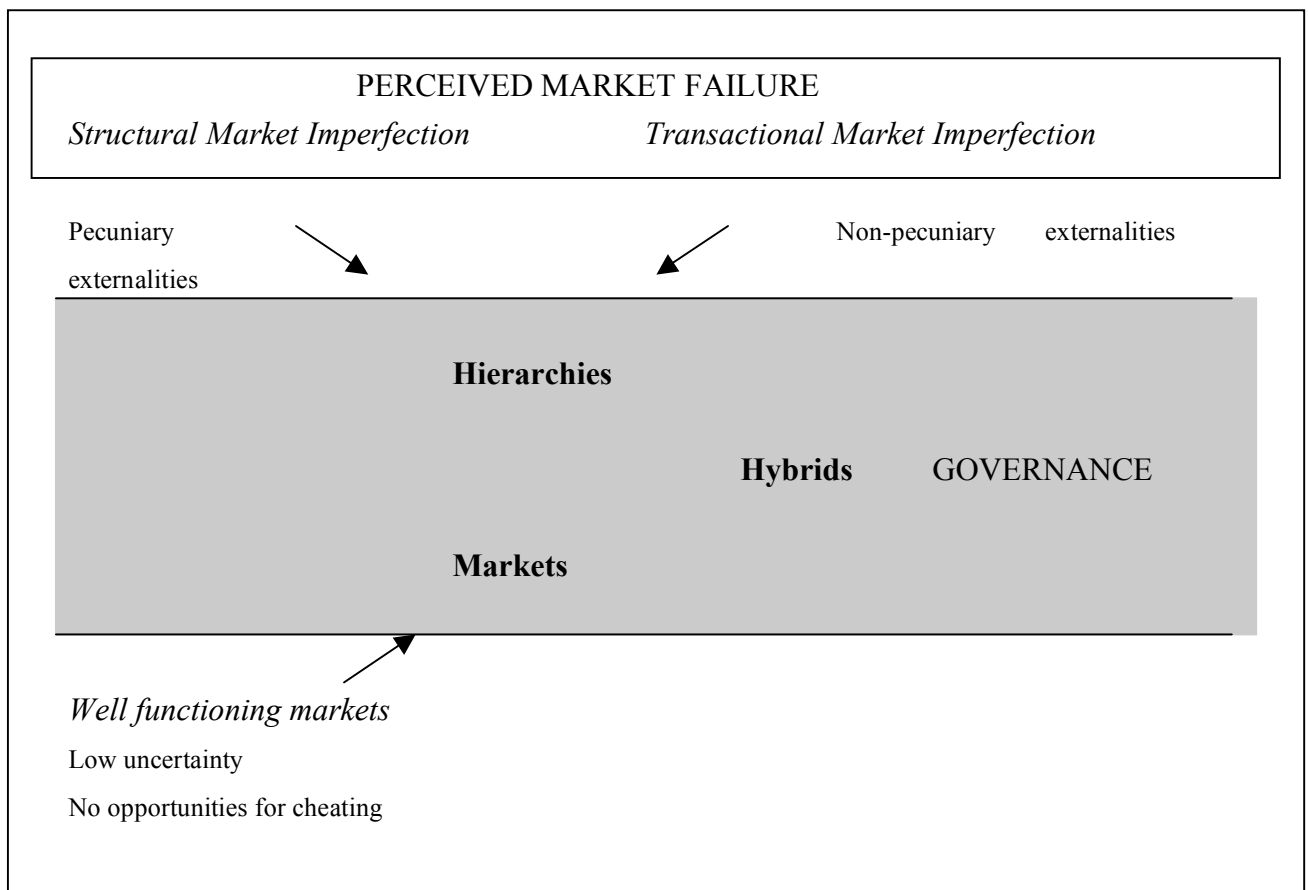 PERCEIVED MARKET FAILURE
Structural Market Imperfection Transactional Market Imperfection
Pecuniary externalities
Non-pecuniary externalities
Hierarchies
Hybrids GOVERNANCE
Markets
Well functioning markets
Low uncertainty
No opportunities for cheating